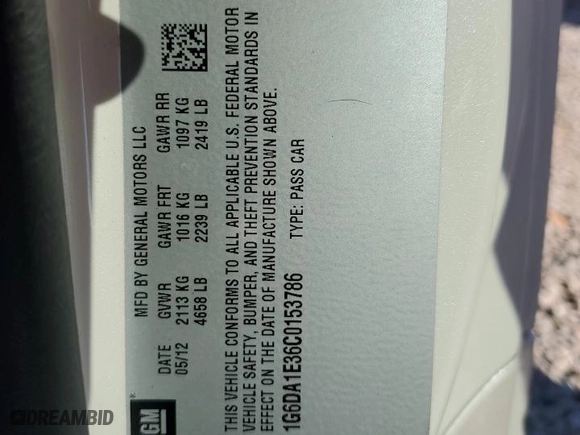 GM
MFD BY GENERAL MOTORS LLC
DATE GVWR GAWR FRT GAWR RR
05/12 2113 KG 1016 KG 1097 KG
4658 LB 2239 LB 2419 LB
THIS VEHICLE CONFORMS TO ALL APPLICABLE U.S. FEDERAL MOTOR
VEHICLE SAFETY, BUMPER, AND THEFT PREVENTION STANDARDS IN
EFFECT ON THE DATE OF MANUFACTURE SHOWN ABOVE.
1G6DA1E36C0153786 TYPE: PASS CAR
DREAMBID